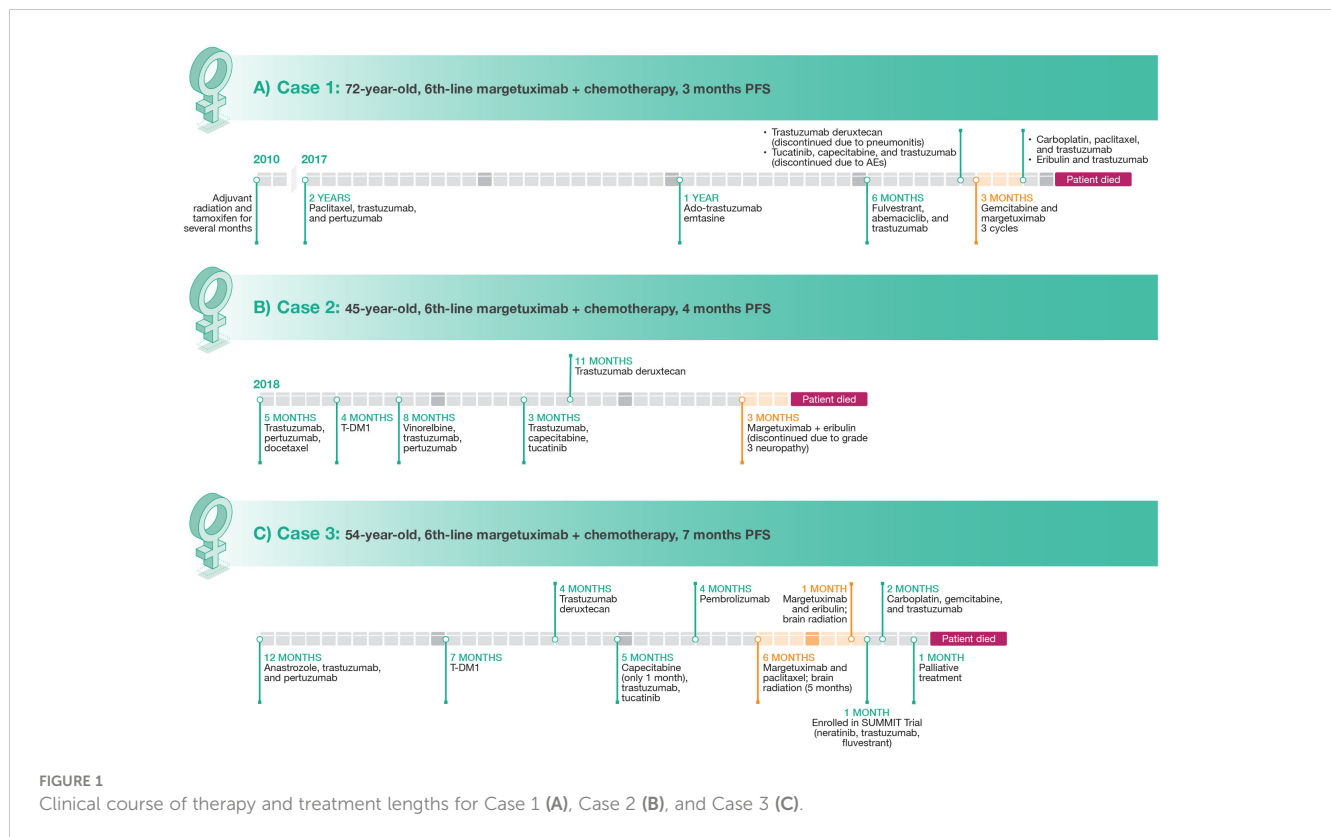 A) Case 1: 72-year-old, 6th-line margetuximab + chemotherapy, 3 months PFS
• Trastuzumab deruxtecan
(discontinued due to pneumonitis)
• Tucatinib, capecitabine, and trastuzumab
(discontinued due to AEs)
• Carboplatin, paclitaxel,
and trastuzumab
• Eribulin and trastuzumab
2010
2017
Patient died
Adjuvant
radiation and
tamoxifen for
several months
2 YEARS
Paclitaxel, trastuzumab,
and pertuzumab
1 YEAR
Ado-trastuzumab
emtasine
6 MONTHS
Fulvestrant,
abemaciclib, and
trastuzumab
3 MONTHS
Gemcitabine and
margetuximab
3 cycles
B) Case 2: 45-year-old, 6th-line margetuximab + chemotherapy, 4 months PFS
11 MONTHS
Trastuzumab deruxtecan
2018
Patient died
5 MONTHS
Trastuzumab,
pertuzumab,
docetaxel
4 MONTHS
T-DM1
8 MONTHS
Vinorelbine,
trastuzumab,
pertuzumab
3 MONTHS
Trastuzumab,
capecitabine,
tucatinib
3 MONTHS
Margetuximab + eribulin
(discontinued due to grade
3 neuropathy)
C) Case 3: 54-year-old, 6th-line margetuximab + chemotherapy, 7 months PFS
4 MONTHS
Trastuzumab
deruxtecan
4 MONTHS
Pembrolizumab
1 MONTH
Margetuximab
and eribulin;
brain radiation
2 MONTHS
Carboplatin, gemcitabine,
and trastuzumab
Patient died
12 MONTHS
Anastrozole, trastuzumab,
and pertuzumab
7 MONTHS
T-DM1
5 MONTHS
Capecitabine
(only 1 month),
trastuzumab,
tucatinib
6 MONTHS
Margetuximab and
paclitaxel; brain
radiation (5 months)
1 MONTH
Enrolled in SUMMIT Trial
(neratinib, trastuzumab,
fluvestrant)
1 MONTH
Palliative
treatment
FIGURE 1
Clinical course of therapy and treatment lengths for Case 1 (A), Case 2 (B), and Case 3 (C).